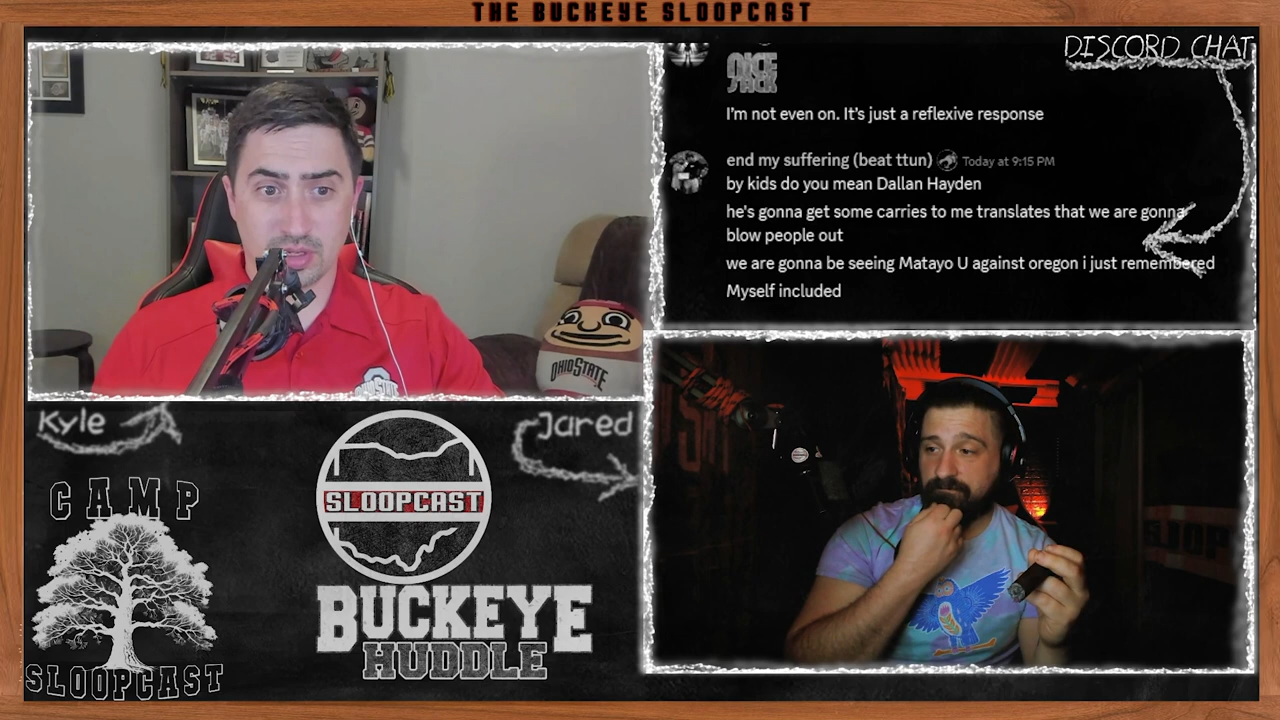 THE BUCKEYE SLOOPCAST
DISCORD CHAT
NICE
JACK
I'm not even on. It's just a reflexive response
end my suffering (beat ttun) Today at 9:15 PM
by kids do you mean Dallan Hayden
he's gonna get some carries to me translates that we are gonna
blow people out
we are gonna be seeing Matayo U against oregon i just remembered
Myself included
OHIO STATE
Kyle
Jared
CAMP
SLOOPCAST
SLOOPCAST
BUCKEYE
HUDDLE